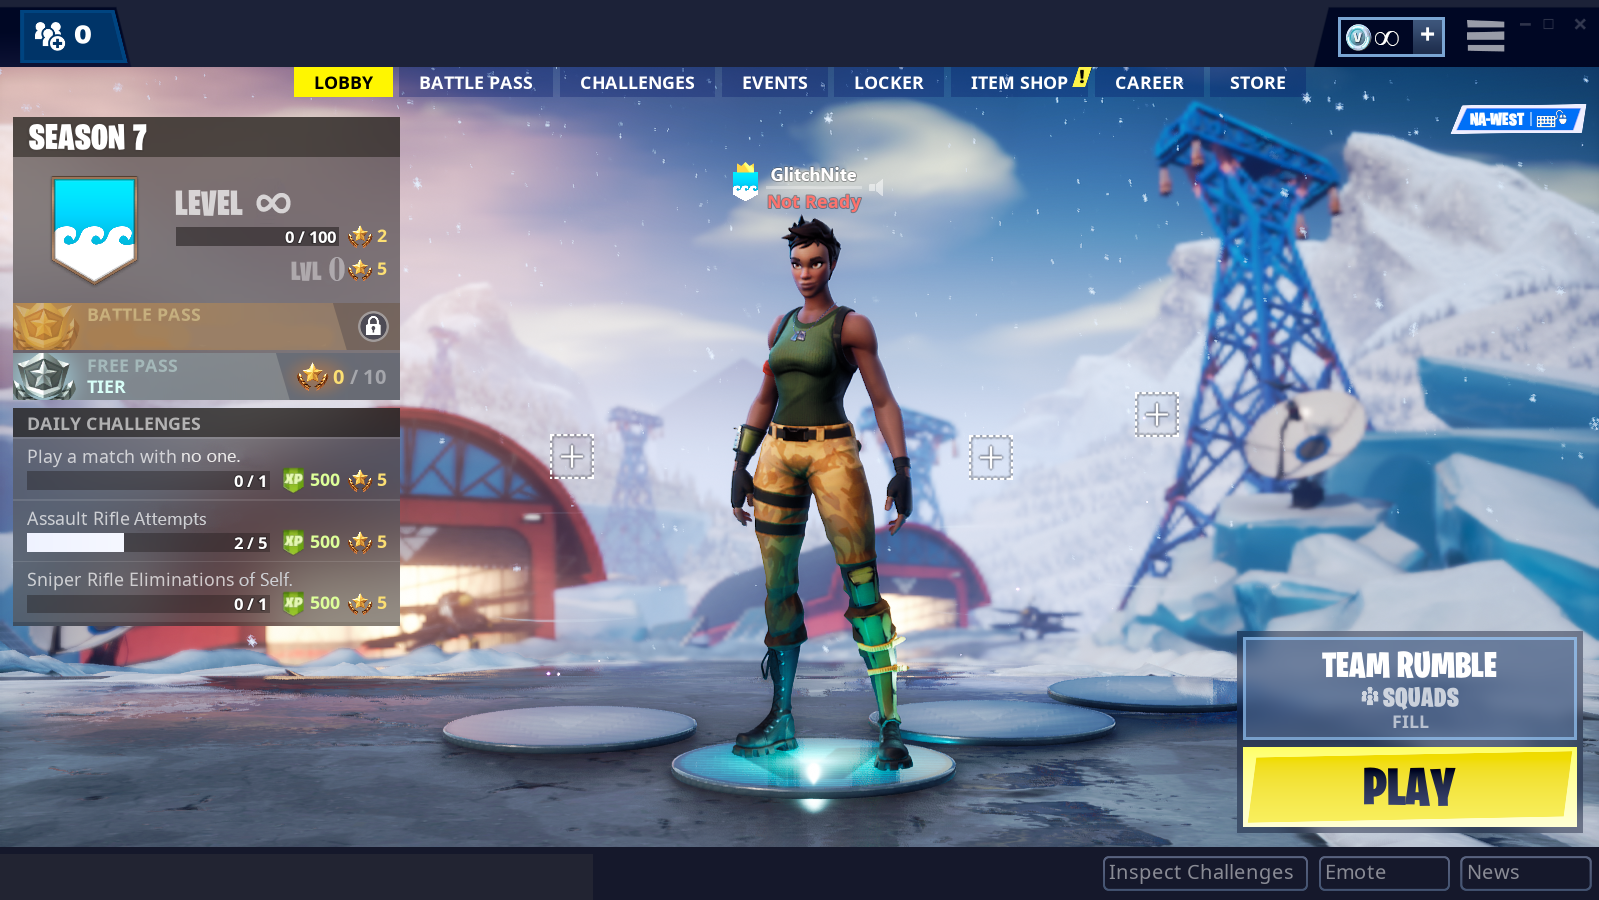 0
∞ +
LOBBY BATTLE PASS CHALLENGES EVENTS LOCKER ITEM SHOP ! CAREER STORE
NA-WEST
SEASON 7
LEVEL ∞
0 / 100 2
LVL 0 5
BATTLE PASS
FREE PASS
TIER
0 / 10
DAILY CHALLENGES
Play a match with no one.
0 / 1 XP 500 5
Assault Rifle Attempts
2 / 5 XP 500 5
Sniper Rifle Eliminations of Self.
0 / 1 XP 500 5
GlitchNite
Not Ready
TEAM RUMBLE
SQUADS
FILL
PLAY
Inspect Challenges Emote News